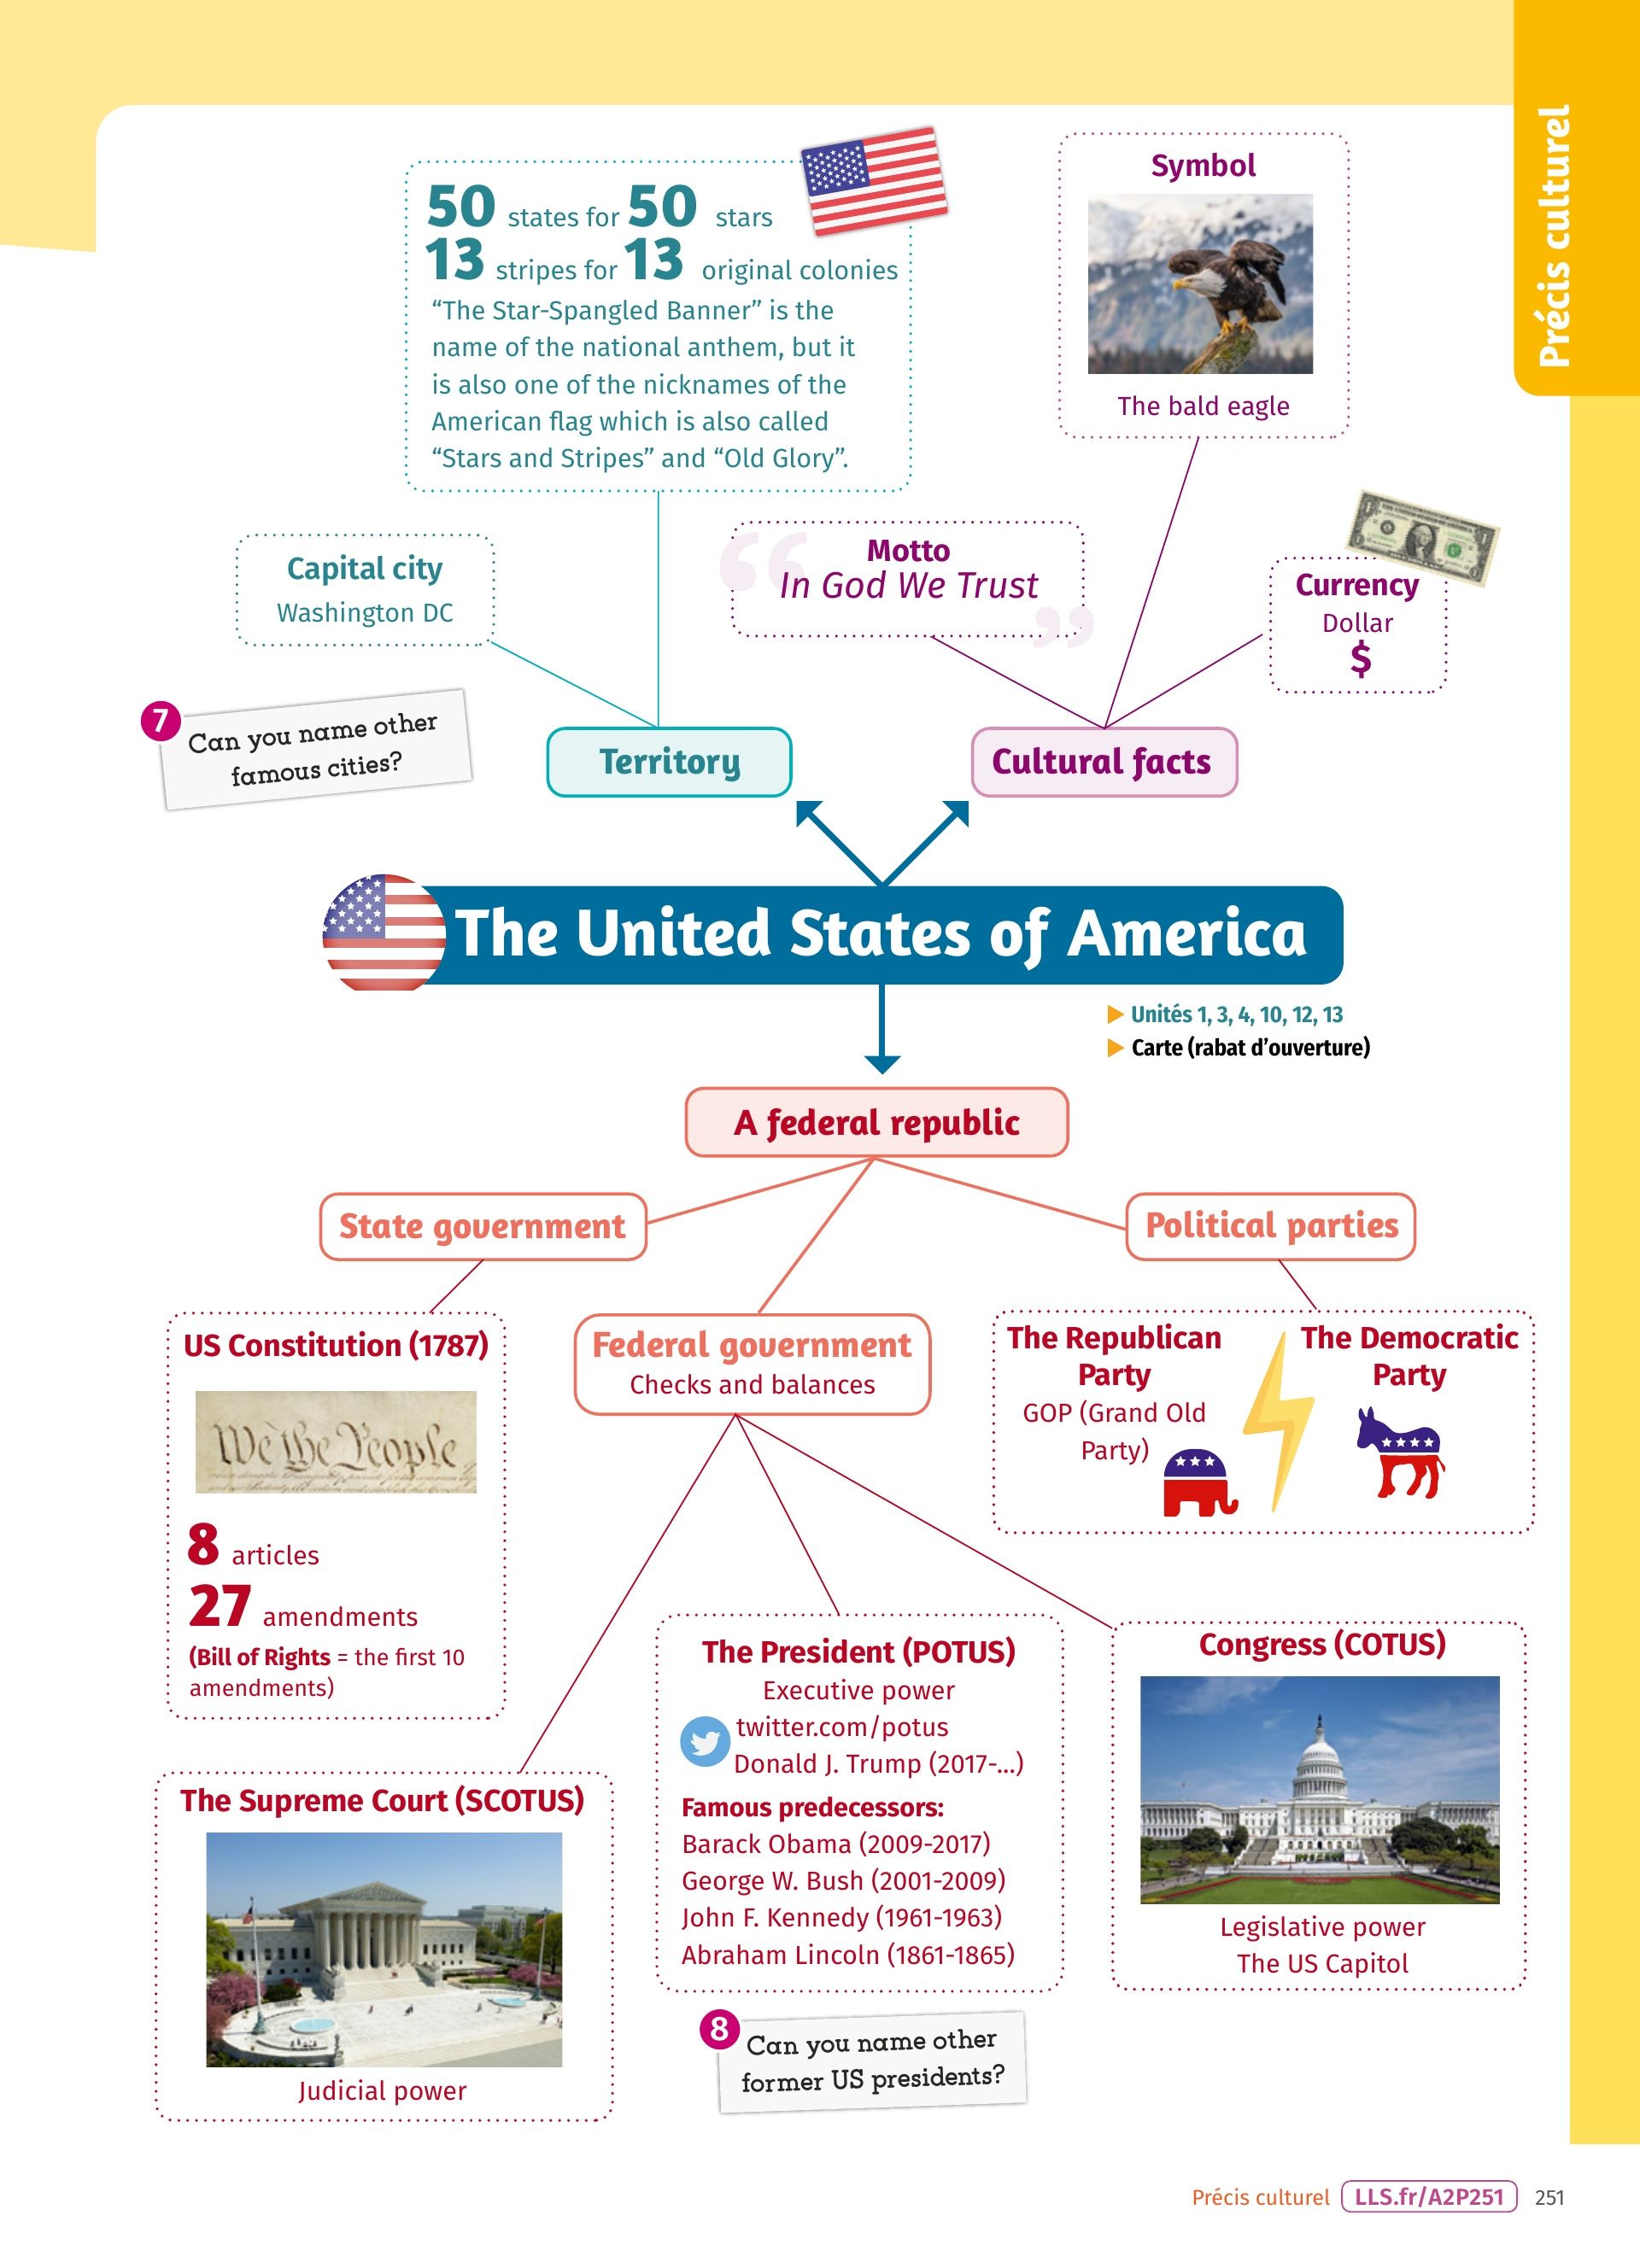 Précis culturel
50 states for 50 stars
13 stripes for 13 original colonies
“The Star-Spangled Banner” is the
name of the national anthem, but it
is also one of the nicknames of the
American flag which is also called
“Stars and Stripes” and “Old Glory”.
Symbol
The bald eagle
Capital city
Washington DC
“Motto
In God We Trust”
Currency
Dollar
$
7
Can you name other
famous cities?
Territory
Cultural facts
The United States of America
Unités 1, 3, 4, 10, 12, 13
Carte (rabat d’ouverture)
A federal republic
State government
Political parties
US Constitution (1787)
We the People
8 articles
27 amendments
(Bill of Rights = the first 10
amendments)
Federal government
Checks and balances
The Republican
Party
GOP (Grand Old
Party)
The Democratic
Party
The Supreme Court (SCOTUS)
Judicial power
The President (POTUS)
Executive power
twitter.com/potus
Donald J. Trump (2017-...)
Famous predecessors:
Barack Obama (2009-2017)
George W. Bush (2001-2009)
John F. Kennedy (1961-1963)
Abraham Lincoln (1861-1865)
Congress (COTUS)
Legislative power
The US Capitol
8
Can you name other
former US presidents?
Précis culturel LLS.fr/A2P251 251